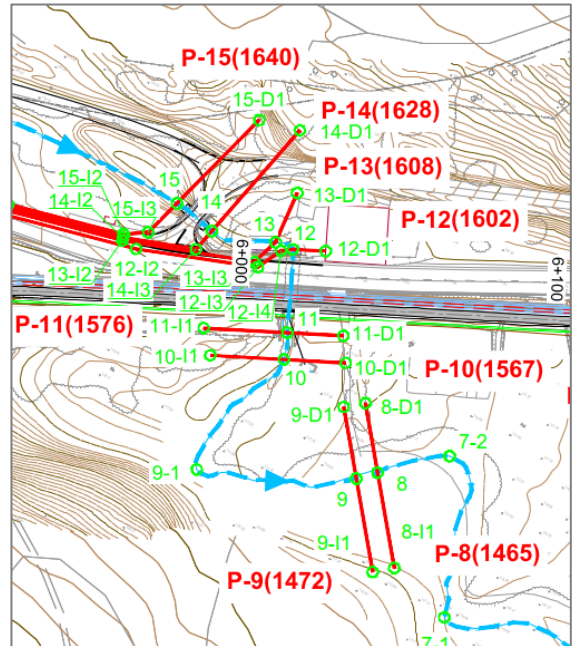 P-15(1640)
15-D1
P-14(1628)
14-D1
P-13(1608)
15-I2
14-I2
15-I3
15
14
13-D1
13
12
P-12(1602)
12-D1
13-I2
12-I2
14-I3
13-I3
12-I3
12-I4
6+000
6+100
P-11(1576)
11-I1
11
11-D1
10-I1
10
10-D1
P-10(1567)
9-D1
8-D1
7-2
9-1
9
8
9-I1
8-I1
P-8(1465)
P-9(1472)
7-1